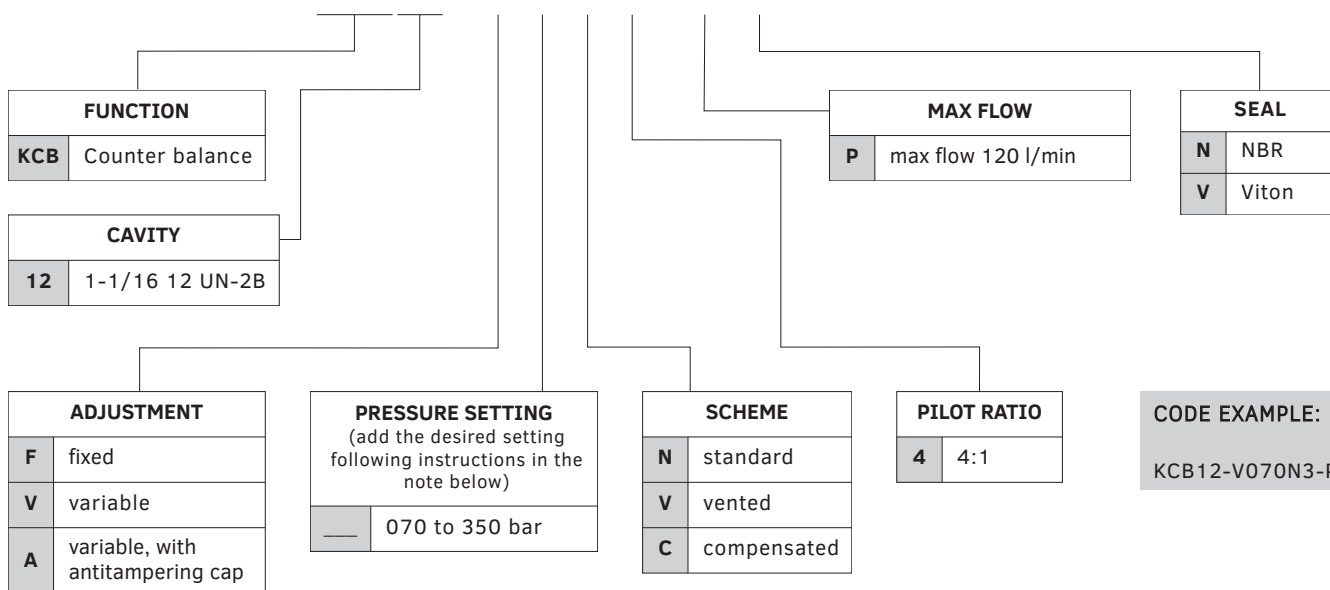 FUNCTION
KCB Counter balance
CAVITY
12 1-1/16 12 UN-2B
MAX FLOW
P max flow 120 l/min
SEAL
N NBR
V Viton
ADJUSTMENT
F fixed
V variable
A variable, with
antitampering cap
PRESSURE SETTING
(add the desired setting
following instructions in the
note below)
___ 070 to 350 bar
SCHEME
N standard
V vented
C compensated
PILOT RATIO
4 4:1
CODE EXAMPLE:
KCB12-V070N3-P